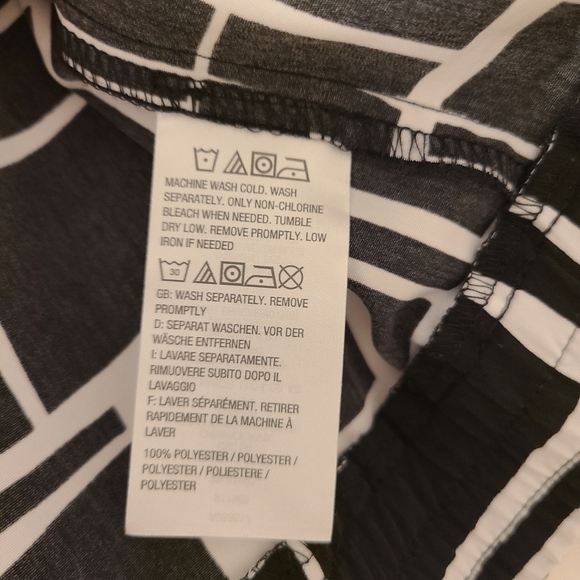 MACHINE WASH COLD. WASH
SEPARATELY. ONLY NON-CHLORINE
BLEACH WHEN NEEDED. TUMBLE
DRY LOW. REMOVE PROMPTLY. LOW
IRON IF NEEDED
30
GB: WASH SEPARATELY. REMOVE
PROMPTLY
D: SEPARAT WASCHEN. VOR DER
WÄSCHE ENTFERNEN
I: LAVARE SEPARATAMENTE.
RIMUOVERE SUBITO DOPO IL
LAVAGGIO
F: LAVER SÉPARÉMENT. RETIRER
RAPIDEMENT DE LA MACHINE À
LAVER
100% POLYESTER / POLYESTER /
POLYESTER / POLIESTERE /
POLYESTER